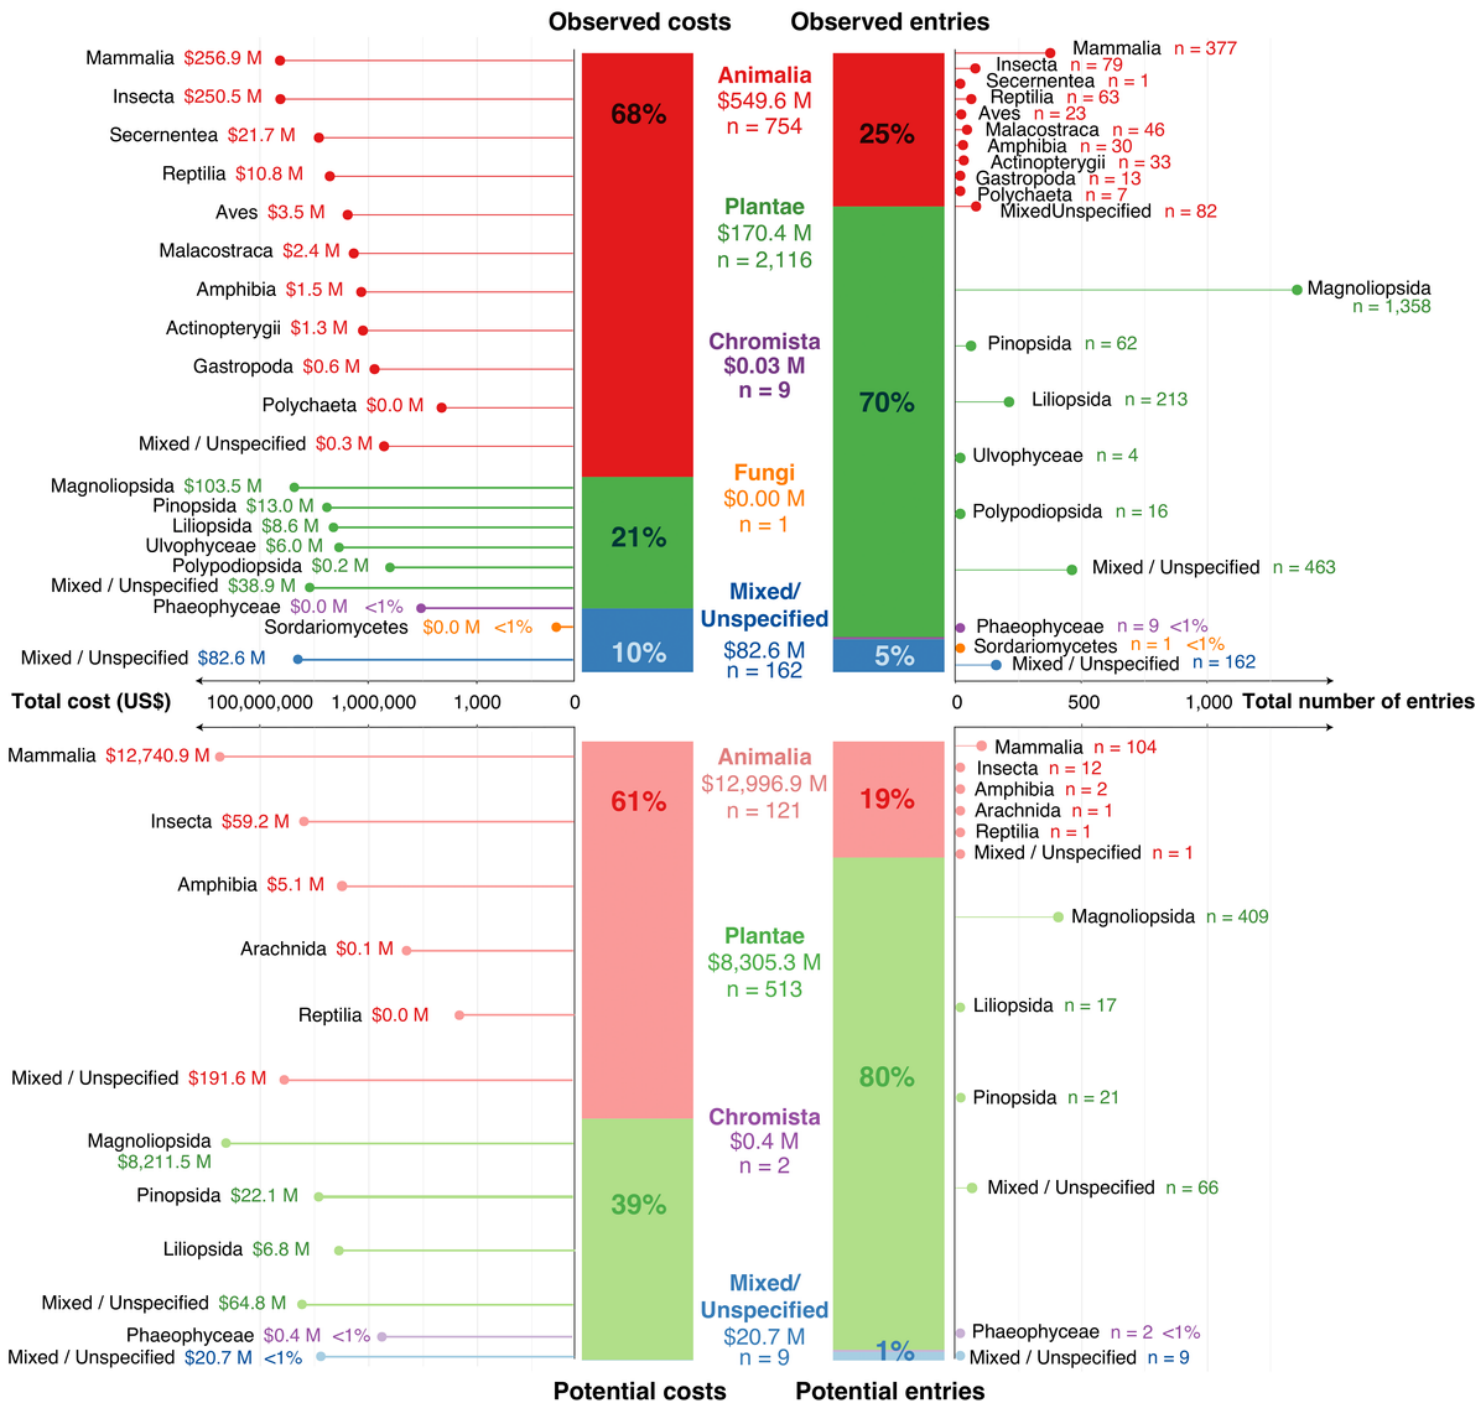 Observed costs
Observed entries
Mammalia $256.9 M
Insecta $250.5 M
Secernentea $21.7 M
Reptilia $10.8 M
Aves $3.5 M
Malacostraca $2.4 M
Amphibia $1.5 M
Actinopterygii $1.3 M
Gastropoda $0.6 M
Polychaeta $0.0 M
Mixed / Unspecified $0.3 M
Magnoliopsida $103.5 M
Pinopsida $13.0 M
Liliopsida $8.6 M
Ulvophyceae $6.0 M
Polypodiopsida $0.2 M
Mixed / Unspecified $38.9 M
Phaeophyceae $0.0 M <1%
Sordariomycetes $0.0 M <1%
Mixed / Unspecified $82.6 M
68%
21%
10%
Animalia
$549.6 M
n = 754
Plantae
$170.4 M
n = 2,116
Chromista
$0.03 M
n = 9
Fungi
$0.00 M
n = 1
Mixed/
Unspecified
$82.6 M
n = 162
25%
70%
5%
Mammalia n = 377
Insecta n = 79
Secernentea n = 1
Reptilia n = 63
Aves n = 23
Malacostraca n = 46
Amphibia n = 30
Actinopterygii n = 33
Gastropoda n = 13
Polychaeta n = 7
MixedUnspecified n = 82
Magnoliopsida
n = 1,358
Pinopsida n = 62
Liliopsida n = 213
Ulvophyceae n = 4
Polypodiopsida n = 16
Mixed / Unspecified n = 463
Phaeophyceae n = 9 <1%
Sordariomycetes n = 1 <1%
Mixed / Unspecified n = 162
Total cost (US$) 100,000,000 1,000,000 1,000 0
0 500 1,000 Total number of entries
Mammalia $12,740.9 M
Insecta $59.2 M
Amphibia $5.1 M
Arachnida $0.1 M
Reptilia $0.0 M
Mixed / Unspecified $191.6 M
Magnoliopsida
$8,211.5 M
Pinopsida $22.1 M
Liliopsida $6.8 M
Mixed / Unspecified $64.8 M
Phaeophyceae $0.4 M <1%
Mixed / Unspecified $20.7 M <1%
61%
39%
Animalia
$12,996.9 M
n = 121
Plantae
$8,305.3 M
n = 513
Chromista
$0.4 M
n = 2
Mixed/
Unspecified
$20.7 M
n = 9
19%
80%
1%
Mammalia n = 104
Insecta n = 12
Amphibia n = 2
Arachnida n = 1
Reptilia n = 1
Mixed / Unspecified n = 1
Magnoliopsida n = 409
Liliopsida n = 17
Pinopsida n = 21
Mixed / Unspecified n = 66
Phaeophyceae n = 2 <1%
Mixed / Unspecified n = 9
Potential costs
Potential entries